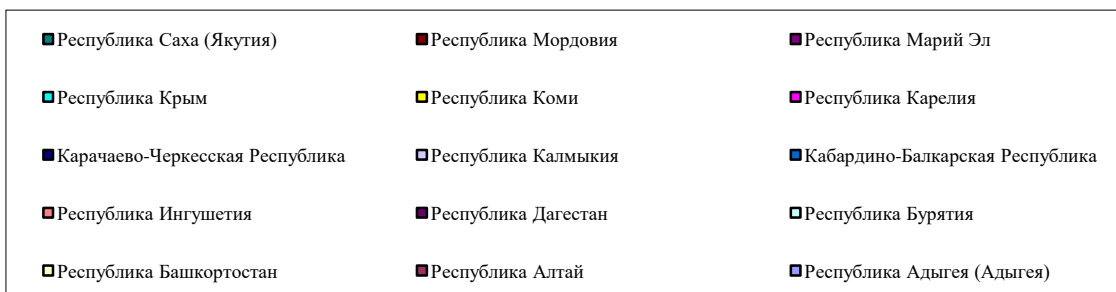 Республика Саха (Якутия) Республика Мордовия Республика Марий Эл
Республика Крым Республика Коми Республика Карелия
Карачаево-Черкесская Республика Республика Калмыкия Кабардино-Балкарская Республика
Республика Ингушетия Республика Дагестан Республика Бурятия
Республика Башкортостан Республика Алтай Республика Адыгея (Адыгея)